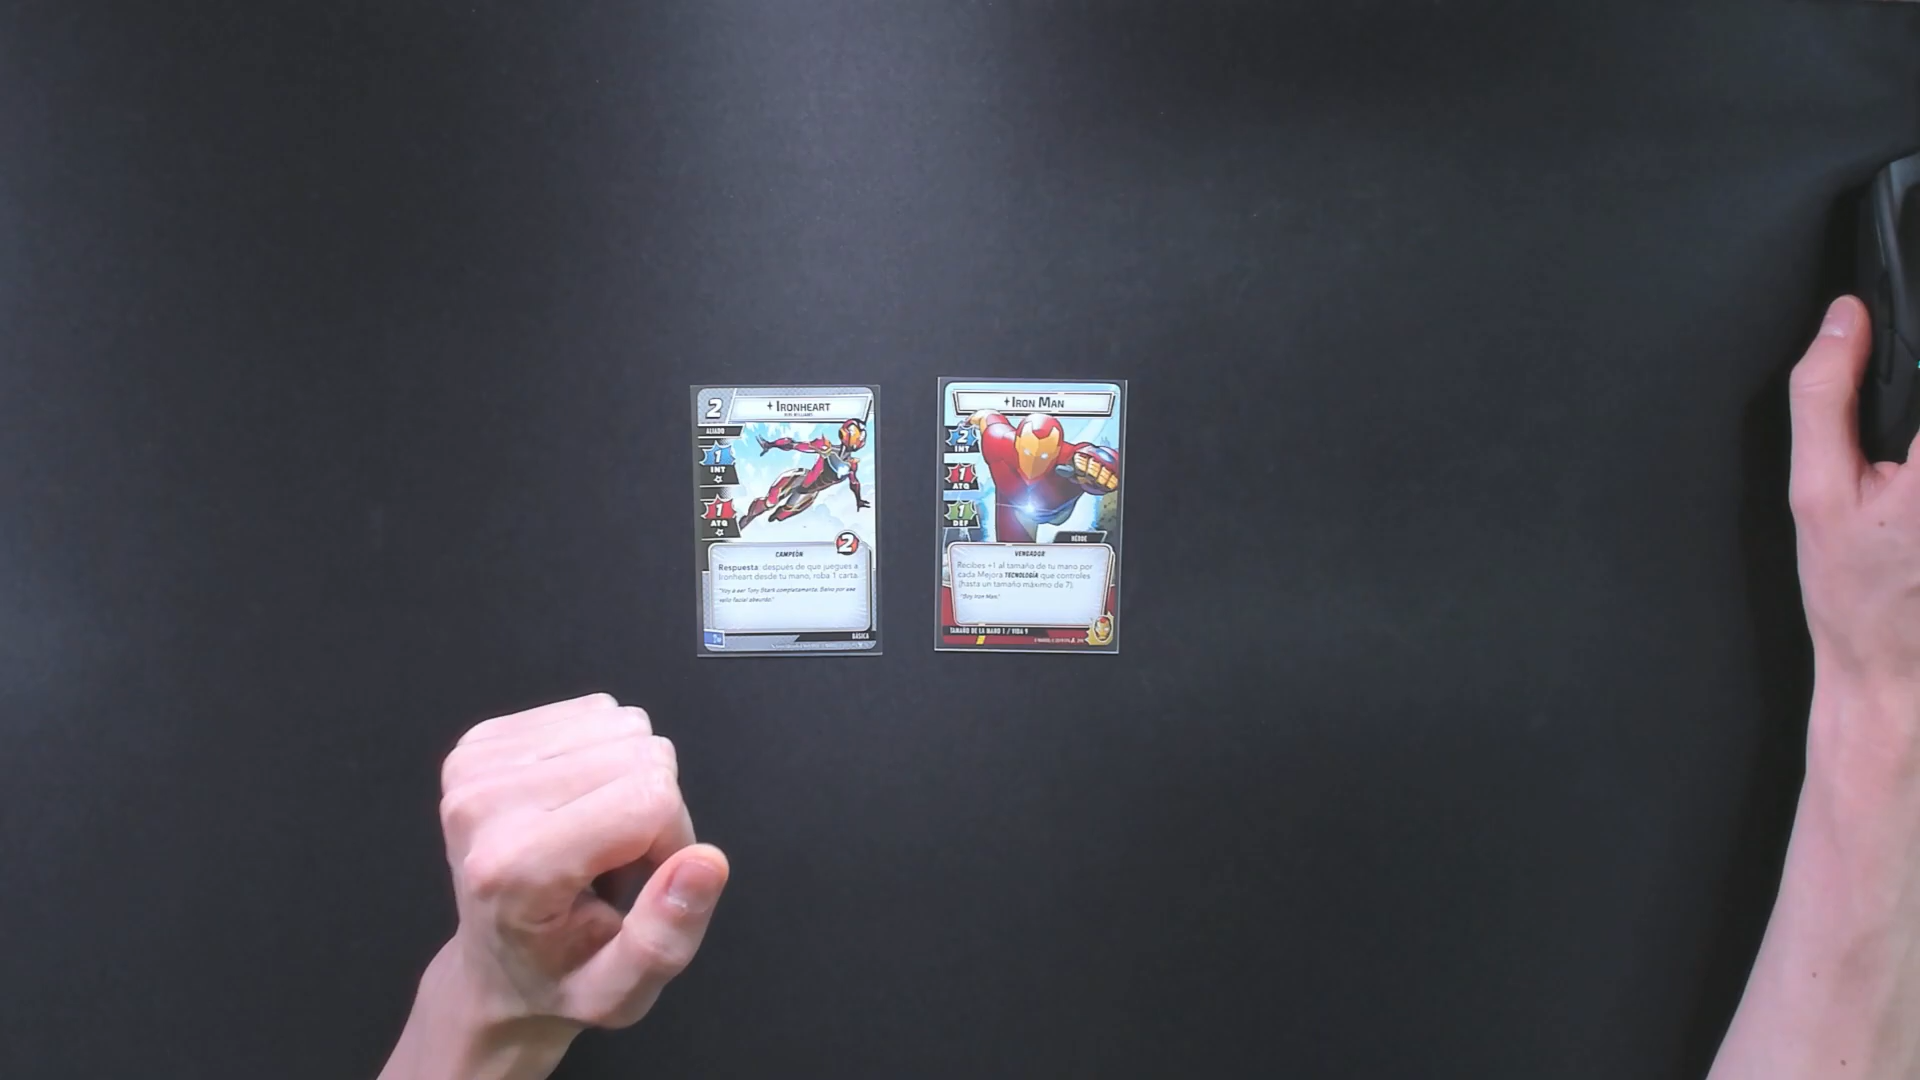 2
Ironheart
RIRI WILLIAMS
ALIADO
1
INT
1
ATQ
2
CAMPEÓN
Respuesta: después de que juegues a
Ironheart desde tu mano, roba 1 carta.
BÁSICA
Iron Man
2
INT
1
ATQ
1
DEF
HÉROE
VENGADOR
Recibes +1 al tamaño de tu mano por
cada Mejora TECNOLOGÍA que controles
(hasta un tamaño máximo de 7).
"Soy Iron Man."
TAMAÑO DE LA MANO 1 / VIDA 9